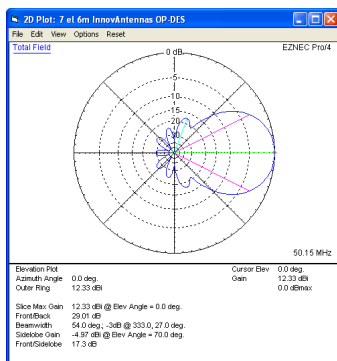 2D Plot: 7 el 6m InnovAntennas OP-DES
File Edit View Options Reset
Total Field
EZNEC Pro/4
0 dB
-5
-10
-15
-20
-30
50.15 MHz
Elevation Plot
Azimuth Angle 0.0 deg.
Outer Ring 12.33 dBi
Cursor Elev 0.0 deg.
Gain 12.33 dBi
0.0 dBmax
Slice Max Gain 12.33 dBi @ Elev Angle = 0.0 deg.
Front/Back 29.01 dB
Beamwidth 54.0 deg.; -3dB @ 333.0, 27.0 deg.
Sidelobe Gain -4.97 dBi @ Elev Angle = 70.0 deg.
Front/Sidelobe 17.3 dB